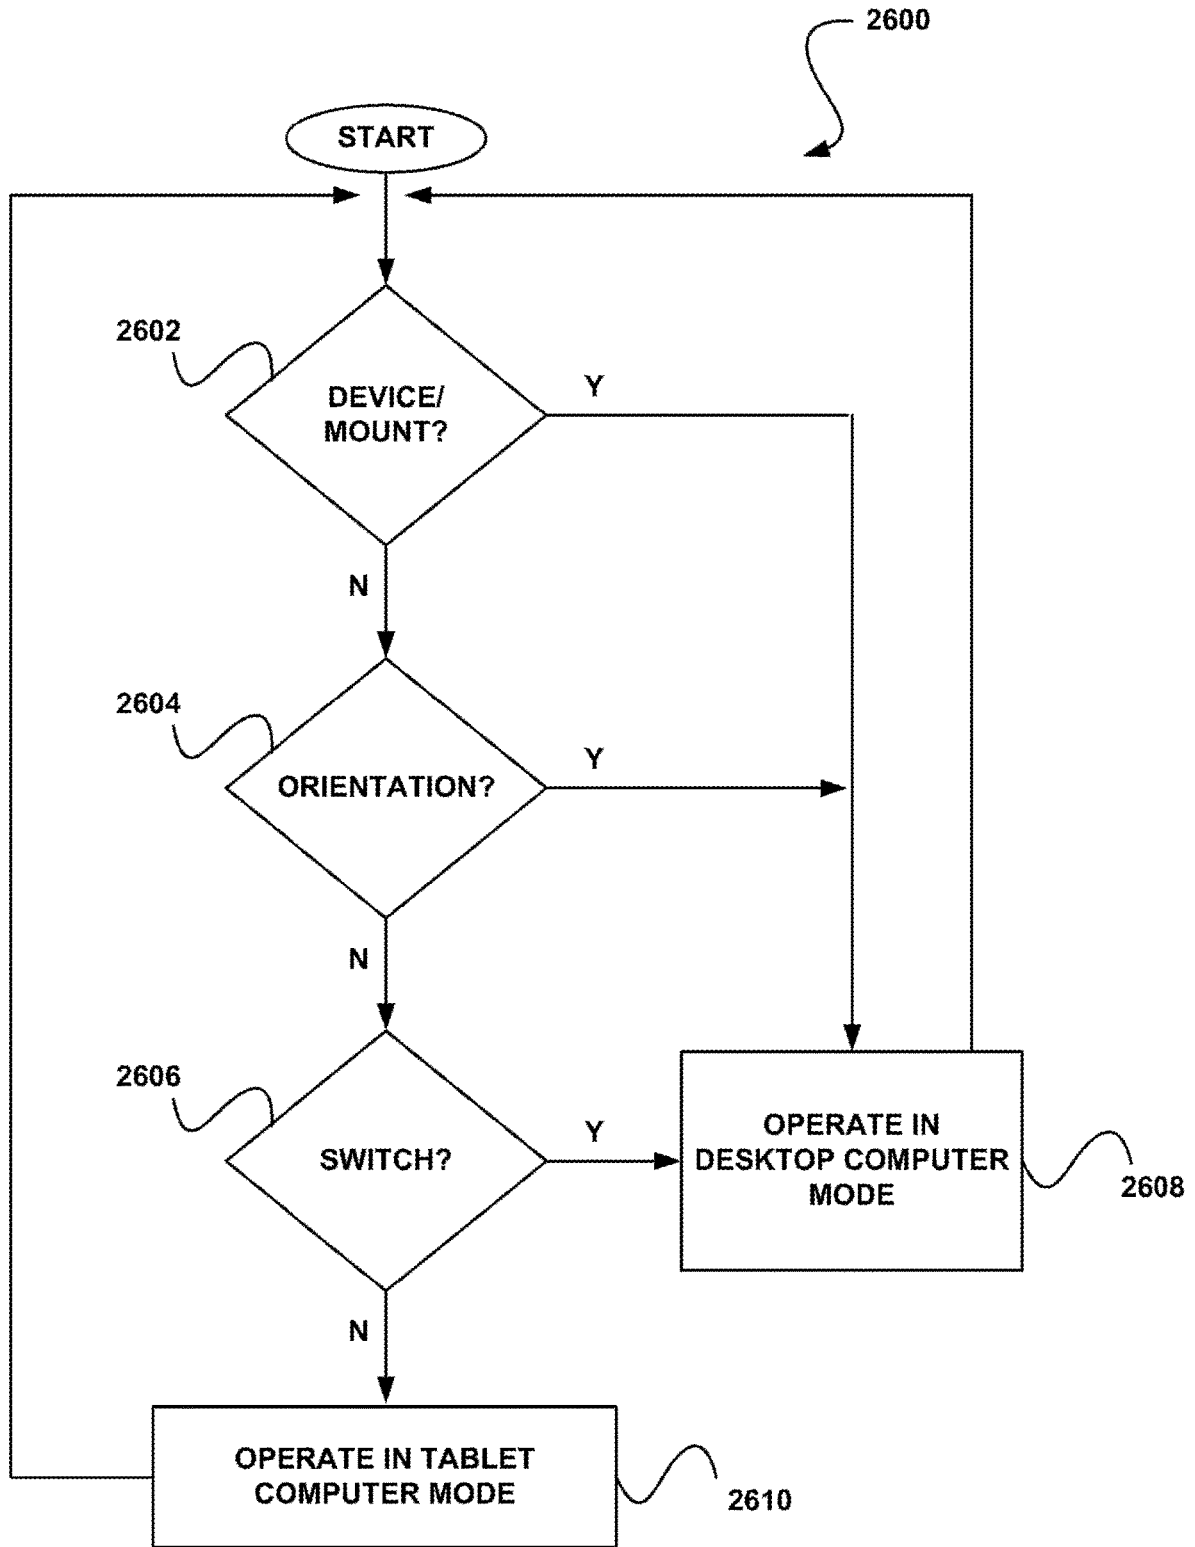 2600
START
2602
DEVICE/
MOUNT?
Y
N
2604
ORIENTATION?
Y
N
2606
SWITCH?
Y
OPERATE IN
DESKTOP COMPUTER
MODE
2608
N
OPERATE IN TABLET
COMPUTER MODE
2610